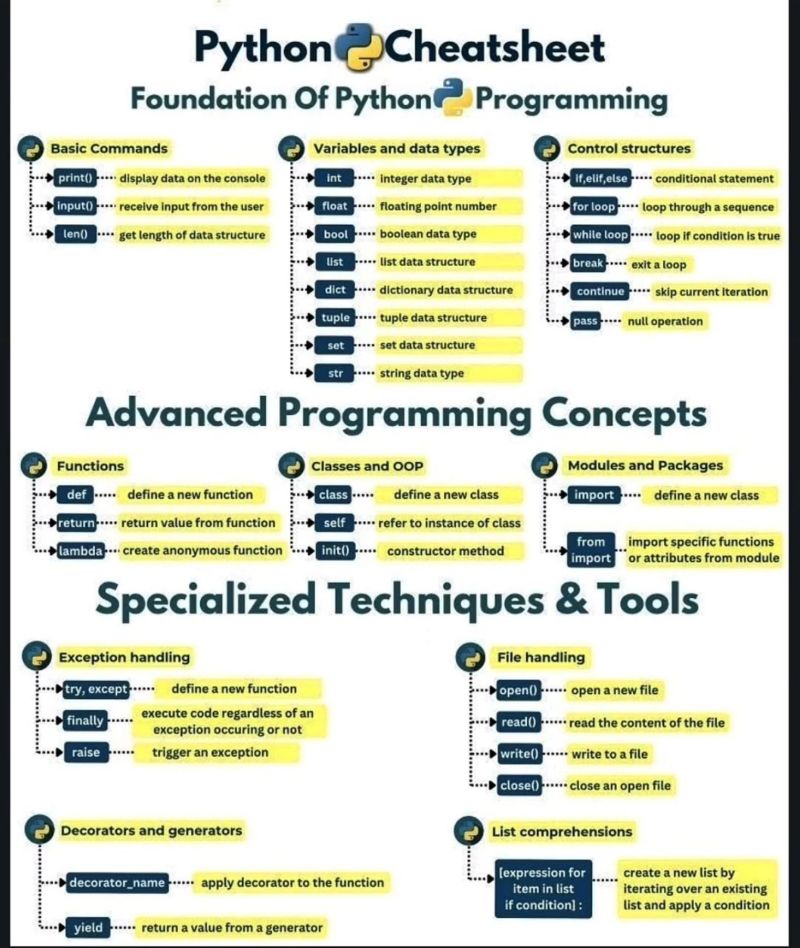 Python Cheatsheet
Foundation Of Python Programming
Basic Commands
print() display data on the console
input() receive input from the user
len() get length of data structure
Variables and data types
int integer data type
float floating point number
bool boolean data type
list list data structure
dict dictionary data structure
tuple tuple data structure
set set data structure
str string data type
Control structures
if,elif,else conditional statement
for loop loop through a sequence
while loop loop if condition is true
break exit a loop
continue skip current iteration
pass null operation
Advanced Programming Concepts
Functions
def define a new function
return return value from function
lambda create anonymous function
Classes and OOP
class define a new class
self refer to instance of class
init() constructor method
Modules and Packages
import define a new class
from
import
import specific functions
or attributes from module
Specialized Techniques & Tools
Exception handling
try, except define a new function
finally
execute code regardless of an
exception occuring or not
raise trigger an exception
File handling
open() open a new file
read() read the content of the file
write() write to a file
close() close an open file
Decorators and generators
decorator_name apply decorator to the function
yield return a value from a generator
List comprehensions
[expression for
item in list
if condition] :
create a new list by
iterating over an existing
list and apply a condition